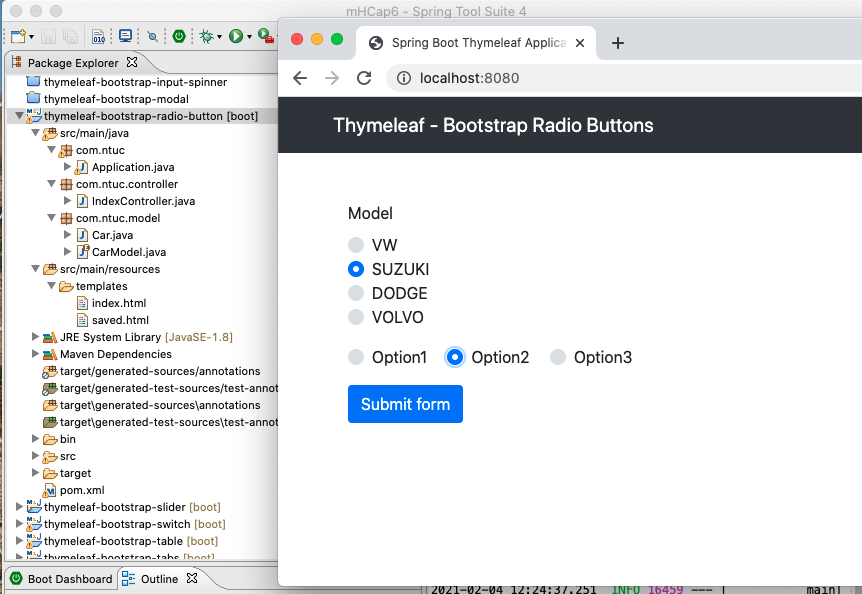 mHCap6 - Spring Tool Suite 4
Package Explorer
thymeleaf-bootstrap-input-spinner
thymeleaf-bootstrap-modal
thymeleaf-bootstrap-radio-button [boot]
src/main/java
com.ntuc
Application.java
com.ntuc.controller
IndexController.java
com.ntuc.model
Car.java
CarModel.java
src/main/resources
templates
index.html
saved.html
JRE System Library [JavaSE-1.8]
Maven Dependencies
target/generated-sources/annotations
target/generated-test-sources/test-annot
target\generated-sources\annotations
target\generated-test-sources\test-annot
bin
src
target
pom.xml
thymeleaf-bootstrap-slider [boot]
thymeleaf-bootstrap-switch [boot]
thymeleaf-bootstrap-table [boot]
thymeleaf-bootstrap-tabs [boot]
Boot Dashboard
Outline
Spring Boot Thymeleaf Applica
localhost:8080
Thymeleaf - Bootstrap Radio Buttons
Model
VW
SUZUKI
DODGE
VOLVO
Option1 Option2 Option3
Submit form
2021-02-04 12:24:37.251 INFO 16459 --- [ main]